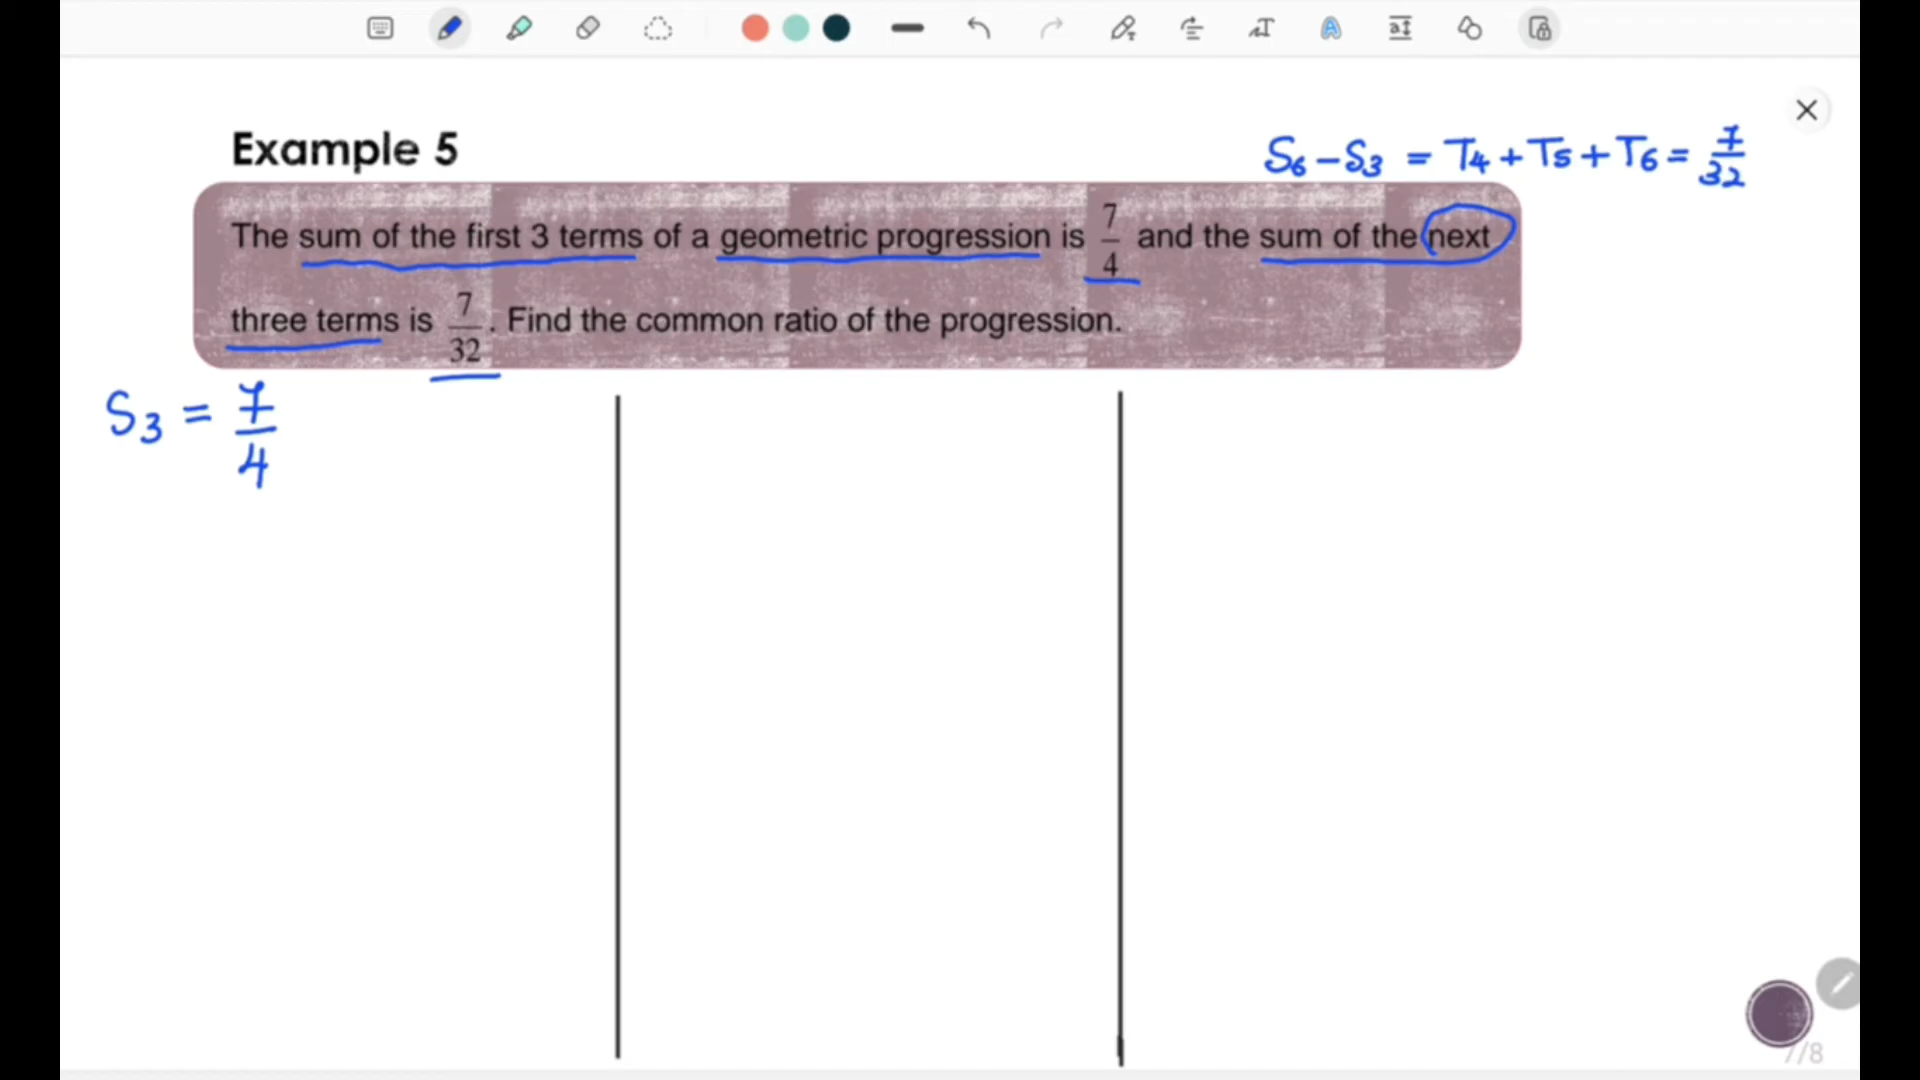 Example 5
S₆ - S₃ = T₄ + T₅ + T₆ = 7/32
The sum of the first 3 terms of a geometric progression is 7/4 and the sum of the next
three terms is 7/32. Find the common ratio of the progression.
S₃ = 7/4
7/8